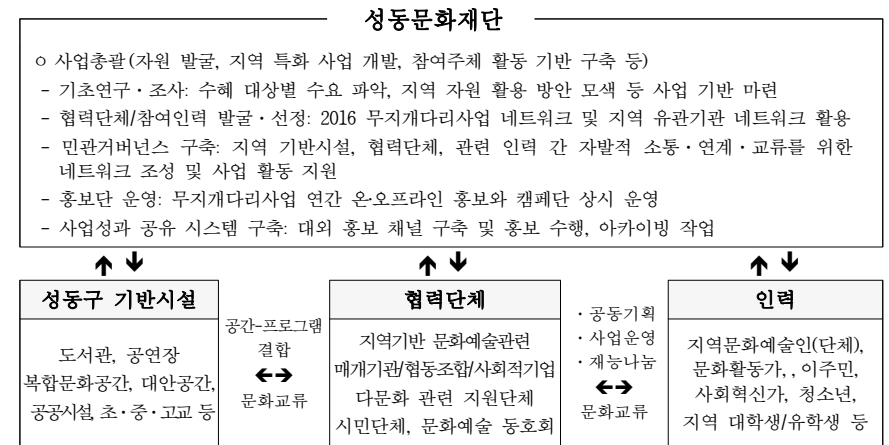 성동문화재단
ㅇ 사업총괄(자원 발굴, 지역 특화 사업 개발, 참여주체 활동 기반 구축 등)
- 기초연구・조사: 수혜 대상별 수요 파악, 지역 자원 활용 방안 모색 등 사업 기반 마련
- 협력단체/참여인력 발굴・선정: 2016 무지개다리사업 네트워크 및 지역 유관기관 네트워크 활용
- 민관거버넌스 구축: 지역 기반시설, 협력단체, 관련 인력 간 자발적 소통・연계・교류를 위한
네트워크 조성 및 사업 활동 지원
- 홍보단 운영: 무지개다리사업 연간 온·오프라인 홍보와 캠페단 상시 운영
- 사업성과 공유 시스템 구축: 대외 홍보 채널 구축 및 홍보 수행, 아카이빙 작업
성동구 기반시설
도서관, 공연장
복합문화공간, 대안공간,
공공시설, 초・중・고교 등
공간-프로그램
결합
문화교류
협력단체
지역기반 문화예술관련
매개기관/협동조합/사회적기업
다문화 관련 지원단체
시민단체, 문화예술 동호회
・공동기획
・사업운영
・재능나눔
문화교류
인력
지역문화예술인(단체),
문화활동가, , 이주민,
사회혁신가, 청소년,
지역 대학생/유학생 등